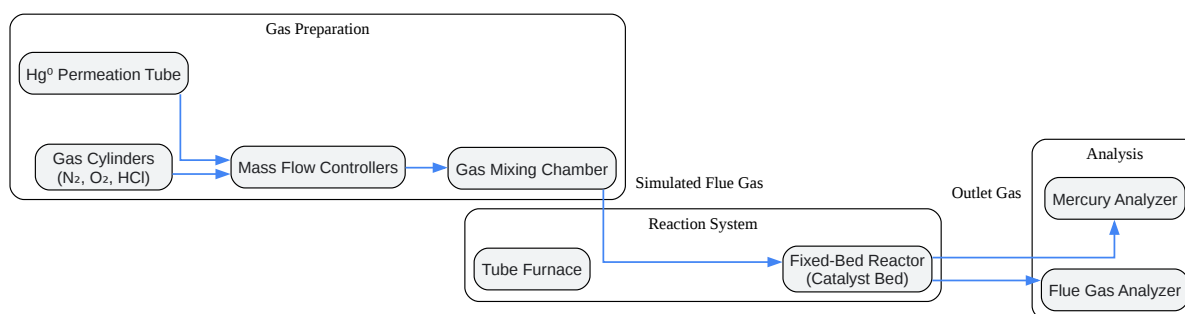 Gas Preparation
Hg⁰ Permeation Tube
Gas Cylinders
(N₂, O₂, HCl)
Mass Flow Controllers
Gas Mixing Chamber
Simulated Flue Gas
Reaction System
Tube Furnace
Fixed-Bed Reactor
(Catalyst Bed)
Outlet Gas
Analysis
Mercury Analyzer
Flue Gas Analyzer